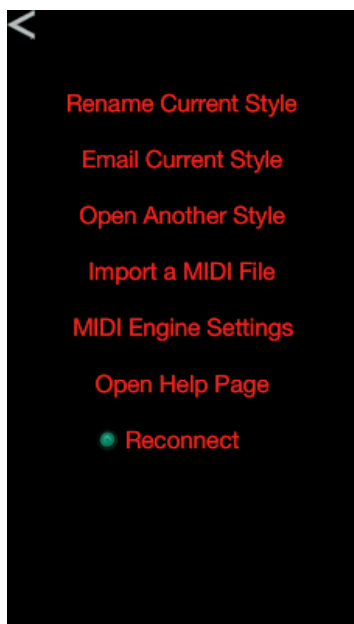 Rename Current Style
Email Current Style
Open Another Style
Import a MIDI File
MIDI Engine Settings
Open Help Page
Reconnect